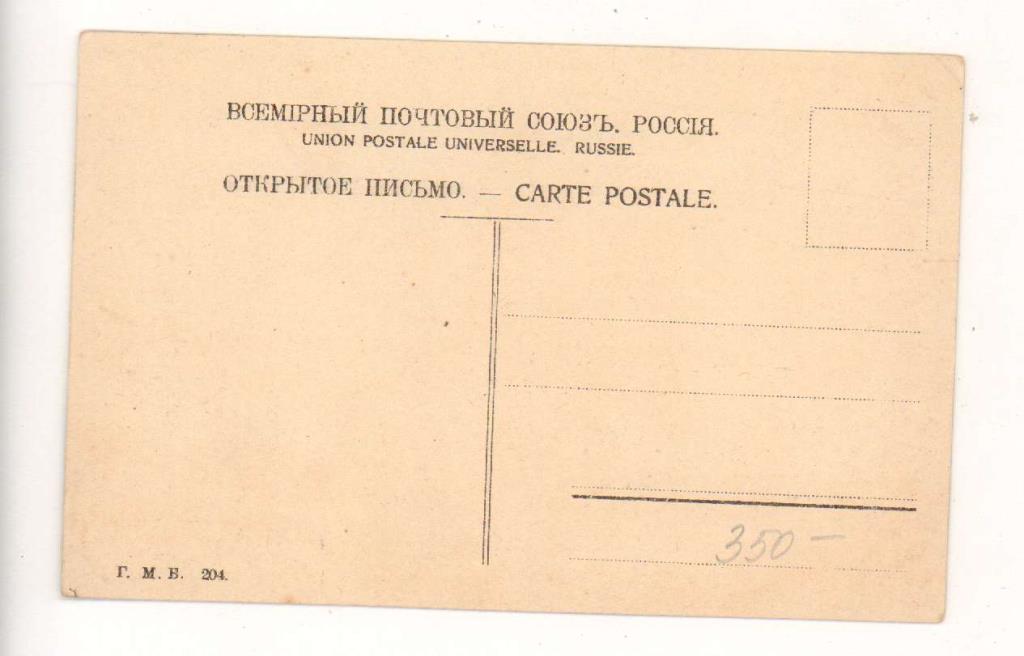 ВСЕМІРНЫЙ ПОЧТОВЫЙ СОЮЗЪ. РОССІЯ.
UNION POSTALE UNIVERSELLE. RUSSIE.
ОТКРЫТОЕ ПИСЬМО. — CARTE POSTALE.
350 —
Г. М. Б. 204.